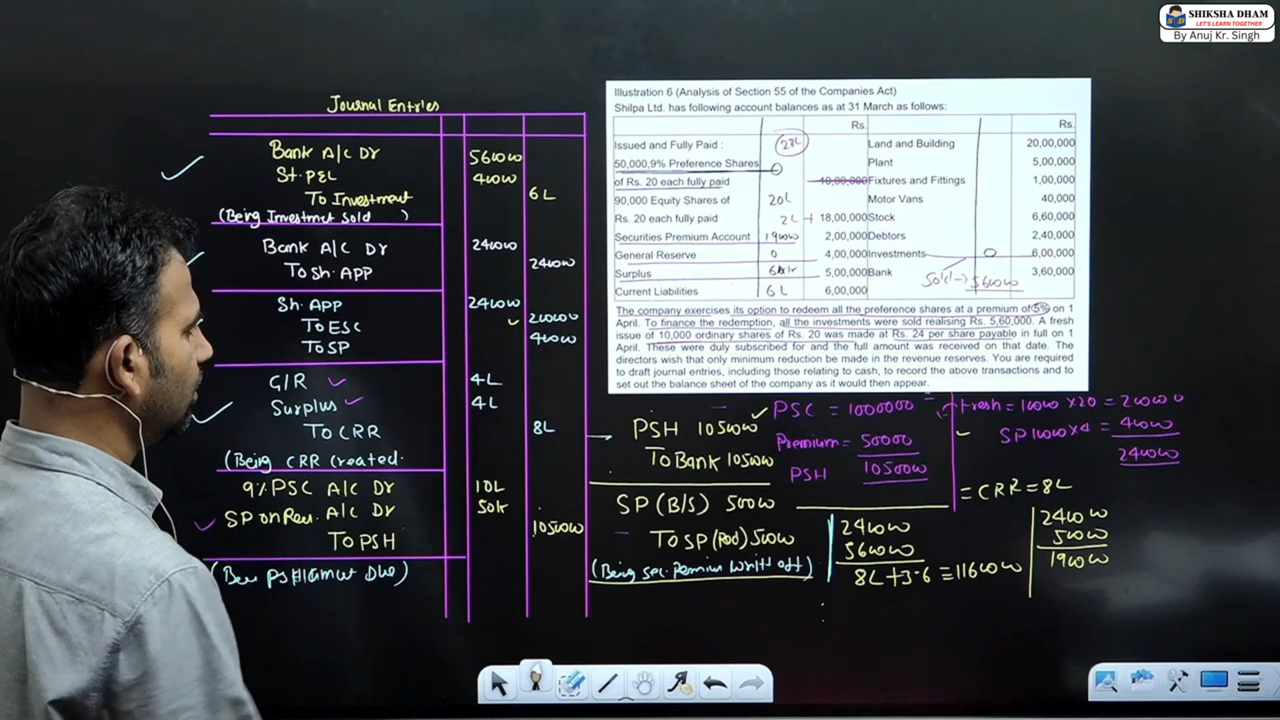 SHIKSHA DHAM
LET'S LEARN TOGETHER
By Anuj Kr. Singh
Journal Entries
Bank A/C Dr 560000
St. P&L 40000
To Investment 6L
(Being Investment Sold )
Bank A/C Dr 240000
To Sh. APP 240000
Sh. APP 240000
To ESC 200000
To SP 40000
G/R 4L
Surplus 4L
To CRR 8L
(Being CRR Created.
9% PSC A/C Dr 10L
A/C Dr 50k
To PSH 1050000
Illustration 6 (Analysis of Section 55 of the Companies Act)
Shilpa Ltd. has following account balances as at 31 March as follows:
Rs. Rs.
Issued and Fully Paid : 22L Land and Building 20,00,000
50,000,9% Preference Shares 0 Plant 5,00,000
of Rs. 20 each fully paid 10,00,000 Fixtures and Fittings 1,00,000
90,000 Equity Shares of 20L Motor Vans 40,000
Rs. 20 each fully paid 2L + 18,00,000 Stock 6,60,000
Securities Premium Account 190000 2,00,000 Debtors 2,40,000
General Reserve 0 4,00,000 Investments 0 6,00,000
Surplus 5,00,000 Bank 3,60,000
Sold → 560000
Current Liabilities 6L 6,00,000
The company exercises its option to redeem all the preference shares at a premium of 5% on 1
April. To finance the redemption, all the investments were sold realising Rs. 5,60,000. A fresh
issue of 10,000 ordinary shares of Rs. 20 was made at Rs. 24 per share payable in full on 1
April. These were duly subscribed for and the full amount was received on that date. The
directors wish that only minimum reduction be made in the revenue reserves. You are required
to draft journal entries, including those relating to cash, to record the above transactions and to
set out the balance sheet of the company as it would then appear.
PSH 1050000
To Bank 1050000
SP (B/S) 50000
To SP (Rod) 50000
PSC = 1000000
Premium = 50000
PSH 1050000
Fresh = 10000 × 20 = 200000
SP 10000 × 4 = 40000
240000
= CRR = 8L
240000
560000
8L + 3.6 = 1160000
240000
50000
190000